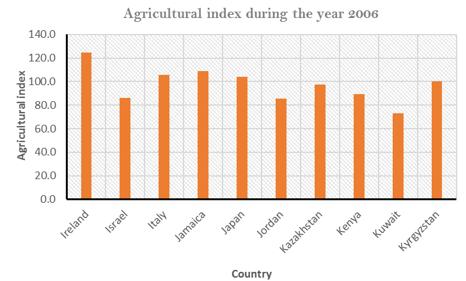 Agricultural index during the year 2006
140.0
120.0
100.0
80.0
60.0
40.0
20.0
0.0
Agricultural index
Ireland
Israel
Italy
Jamaica
Japan
Jordan
Kazakhstan
Kenya
Kuwait
Kyrgyzstan
Country